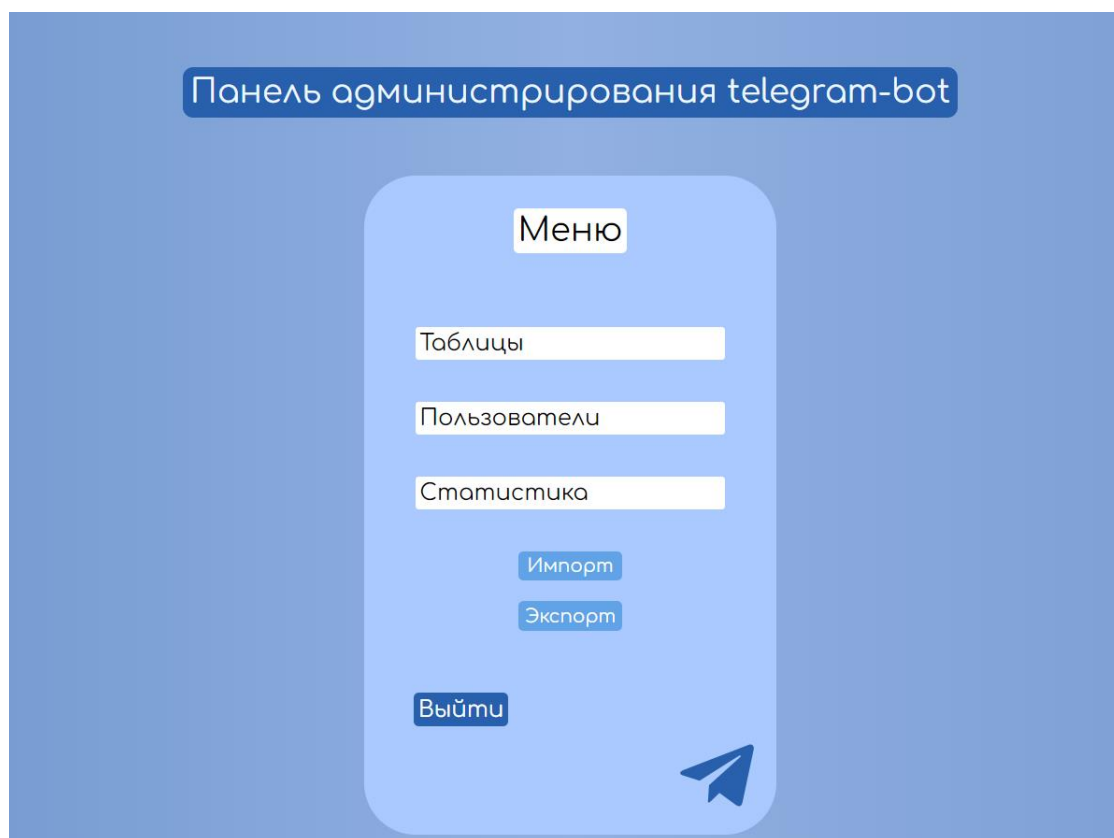 Панель администрирования telegram-bot
Меню
Таблицы
Пользователи
Статистика
Импорт
Экспорт
Выйти